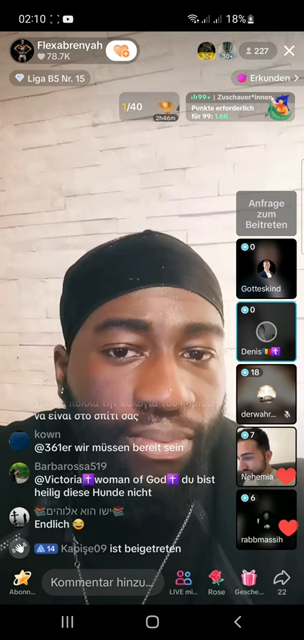 02:10
18%
Flexabrenyah
78.7K
227
Liga B5 Nr. 15
Erkunden
1/40
2h46m
99+ | Zuschauer*innen
Punkte erforderlich
für 99: 1.6K
Anfrage
zum
Beitreten
0
Gotteskind
0
Denis
18
derwahr...
7
Nehemia
6
rabbmassih
να είναι στο σπίτι σας
kown
@361er wir müssen bereit sein
Barbarossa519
@Victoria✝️woman of God✝️ du bist
heilig diese Hunde nicht
ישו הוא אלוהים
Endlich 😂
14 Kapişe09 ist beigetreten
Abonn...
Kommentar hinzu...
LIVE mi...
Rose
Gesche...
22